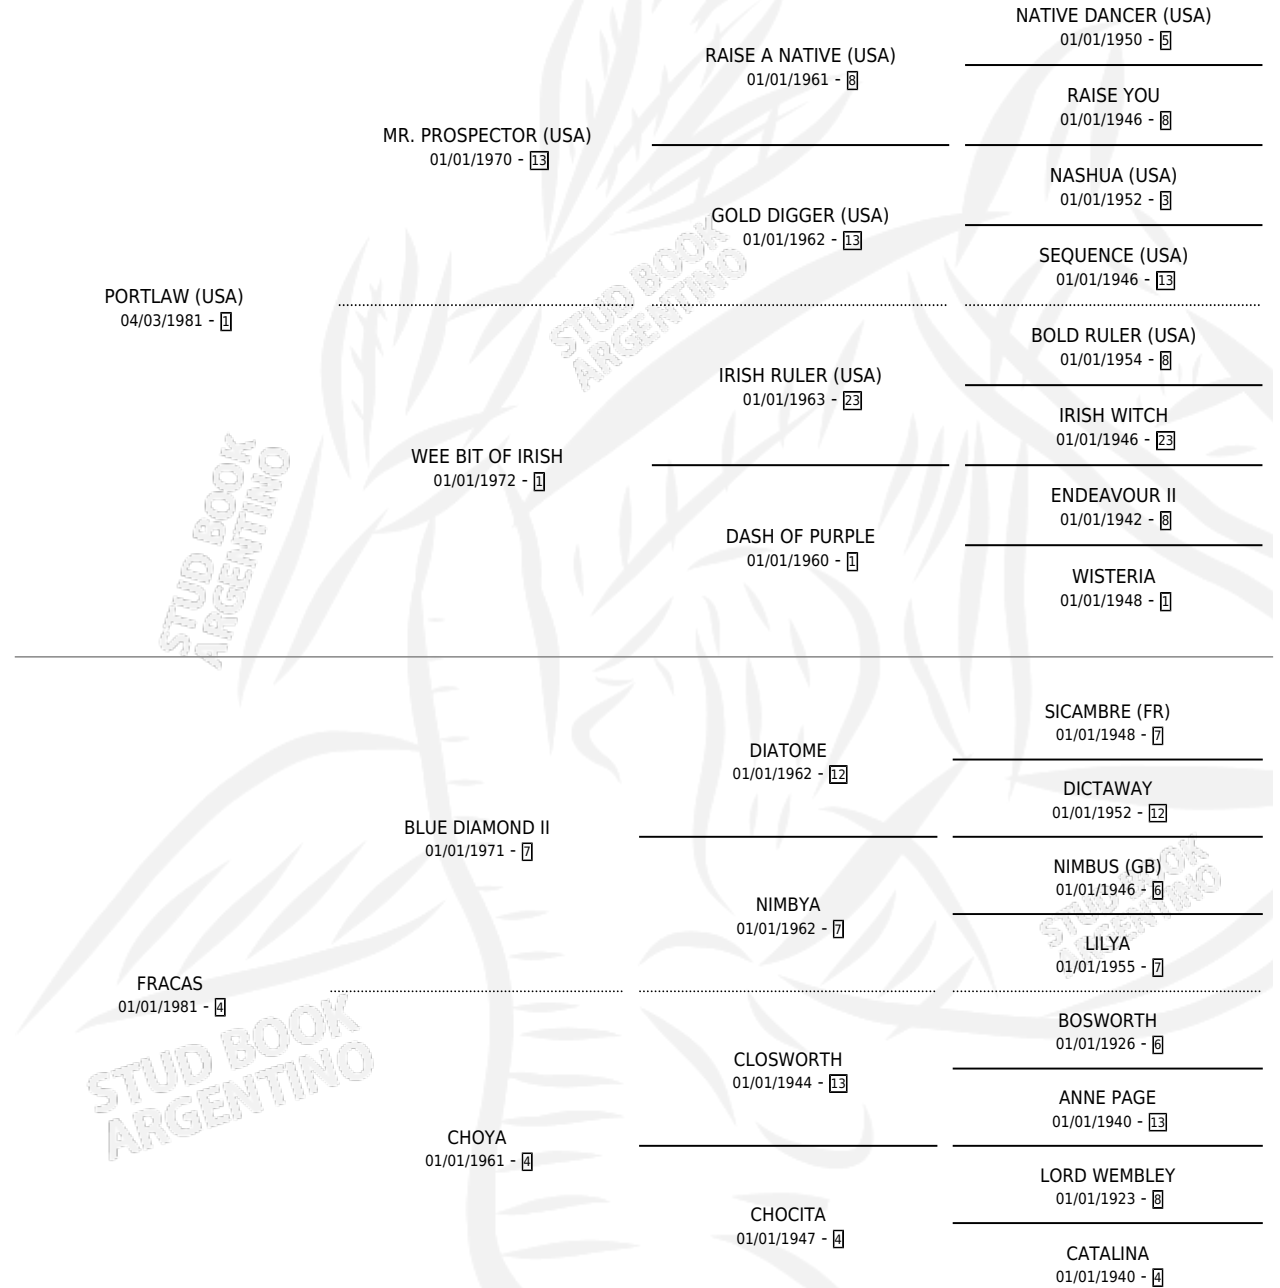 NATIVE DANCER (USA)
01/01/1950 - 5
RAISE A NATIVE (USA)
01/01/1961 - 8
RAISE YOU
01/01/1946 - 8
MR. PROSPECTOR (USA)
01/01/1970 - 13
NASHUA (USA)
01/01/1952 - 3
GOLD DIGGER (USA)
01/01/1962 - 13
SEQUENCE (USA)
01/01/1946 - 13
PORTLAW (USA)
04/03/1981 - 1
BOLD RULER (USA)
01/01/1954 - 8
IRISH RULER (USA)
01/01/1963 - 23
IRISH WITCH
01/01/1946 - 23
WEE BIT OF IRISH
01/01/1972 - 1
ENDEAVOUR II
01/01/1942 - 8
DASH OF PURPLE
01/01/1960 - 1
WISTERIA
01/01/1948 - 1
SICAMBRE (FR)
01/01/1948 - 7
DIATOME
01/01/1962 - 12
DICTAWAY
01/01/1952 - 12
BLUE DIAMOND II
01/01/1971 - 7
NIMBUS (GB)
01/01/1946 - 6
NIMBYA
01/01/1962 - 7
LILYA
01/01/1955 - 7
FRACAS
01/01/1981 - 4
BOSWORTH
01/01/1926 - 6
CLOSWORTH
01/01/1944 - 13
ANNE PAGE
01/01/1940 - 13
CHOYA
01/01/1961 - 4
LORD WEMBLEY
01/01/1923 - 8
CHOCITA
01/01/1947 - 4
CATALINA
01/01/1940 - 4
STUD BOOK
ARGENTINO
STUD BOOK
ARGENTINO
STUD BOOK
ARGENTINO
STUD BOOK
ARGENTINO